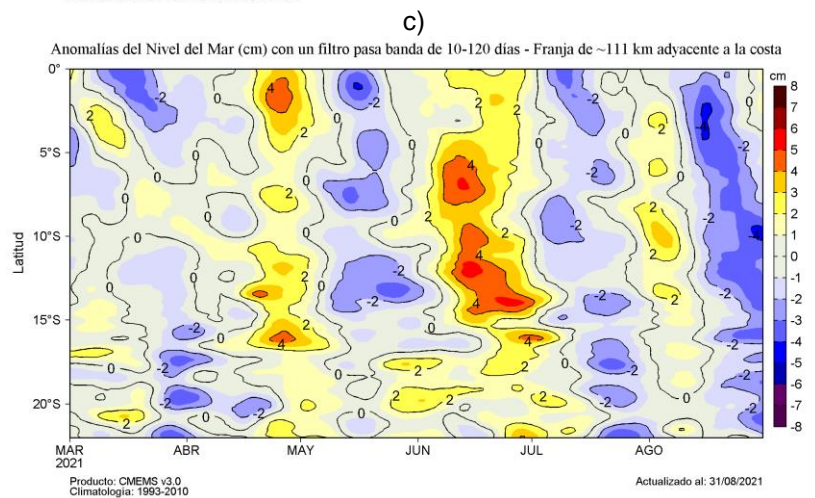 c)
Anomalías del Nivel del Mar (cm) con un filtro pasa banda de 10-120 días - Franja de ~111 km adyacente a la costa
cm
0°
5°S
10°S
15°S
20°S
Latitud
MAR
2021
ABR
MAY
JUN
JUL
AGO
8
7
6
5
4
3
2
1
0
-1
-2
-3
-4
-5
-6
-7
-8
Producto: CMEMS v3.0
Climatología: 1993-2010
Actualizado al: 31/08/2021